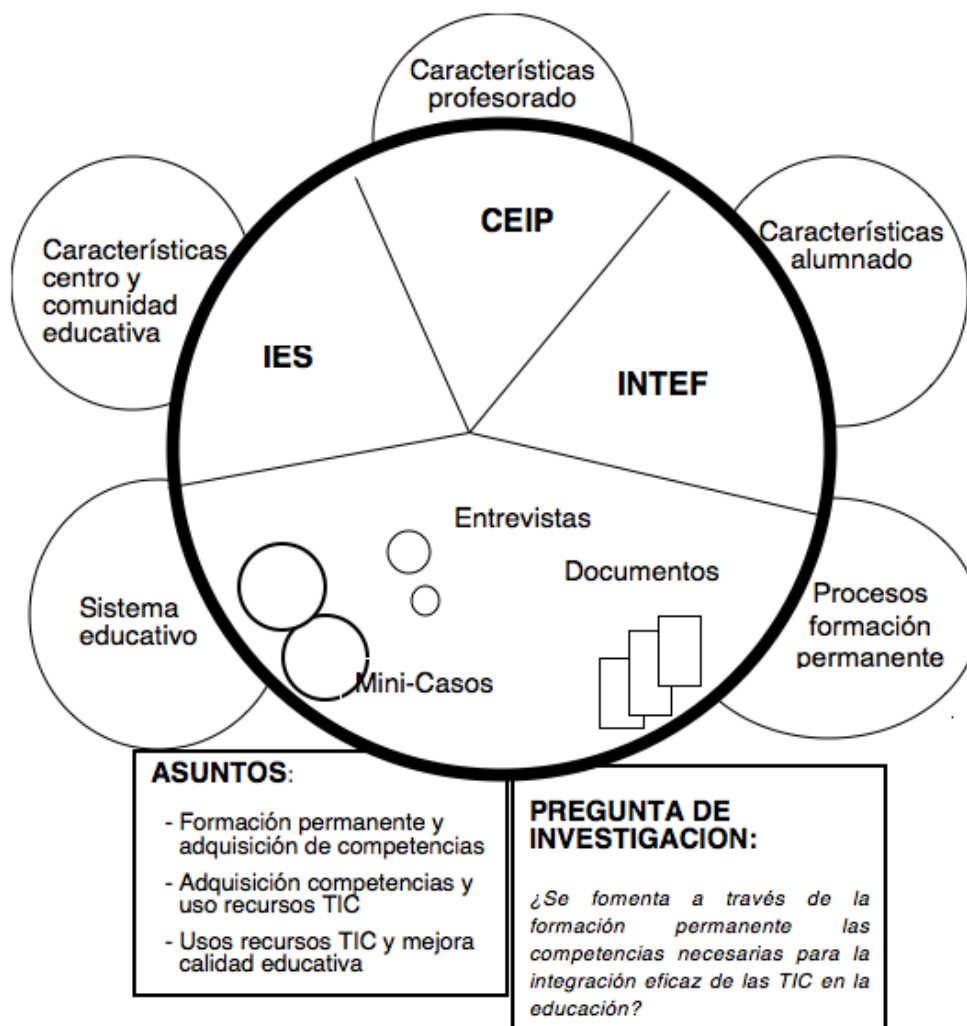 Características
profesorado
CEIP
Características
centro y
comunidad
educativa
Características
alumnado
IES
INTEF
Entrevistas
Documentos
Mini-Casos
Sistema
educativo
Procesos
formación
permanente
ASUNTOS:
- Formación permanente y
adquisición de competencias
- Adquisición competencias y
uso recursos TIC
- Usos recursos TIC y mejora
calidad educativa
PREGUNTA DE
INVESTIGACION:
¿Se fomenta a través de la
formación permanente las
competencias necesarias para la
integración eficaz de las TIC en la
educación?